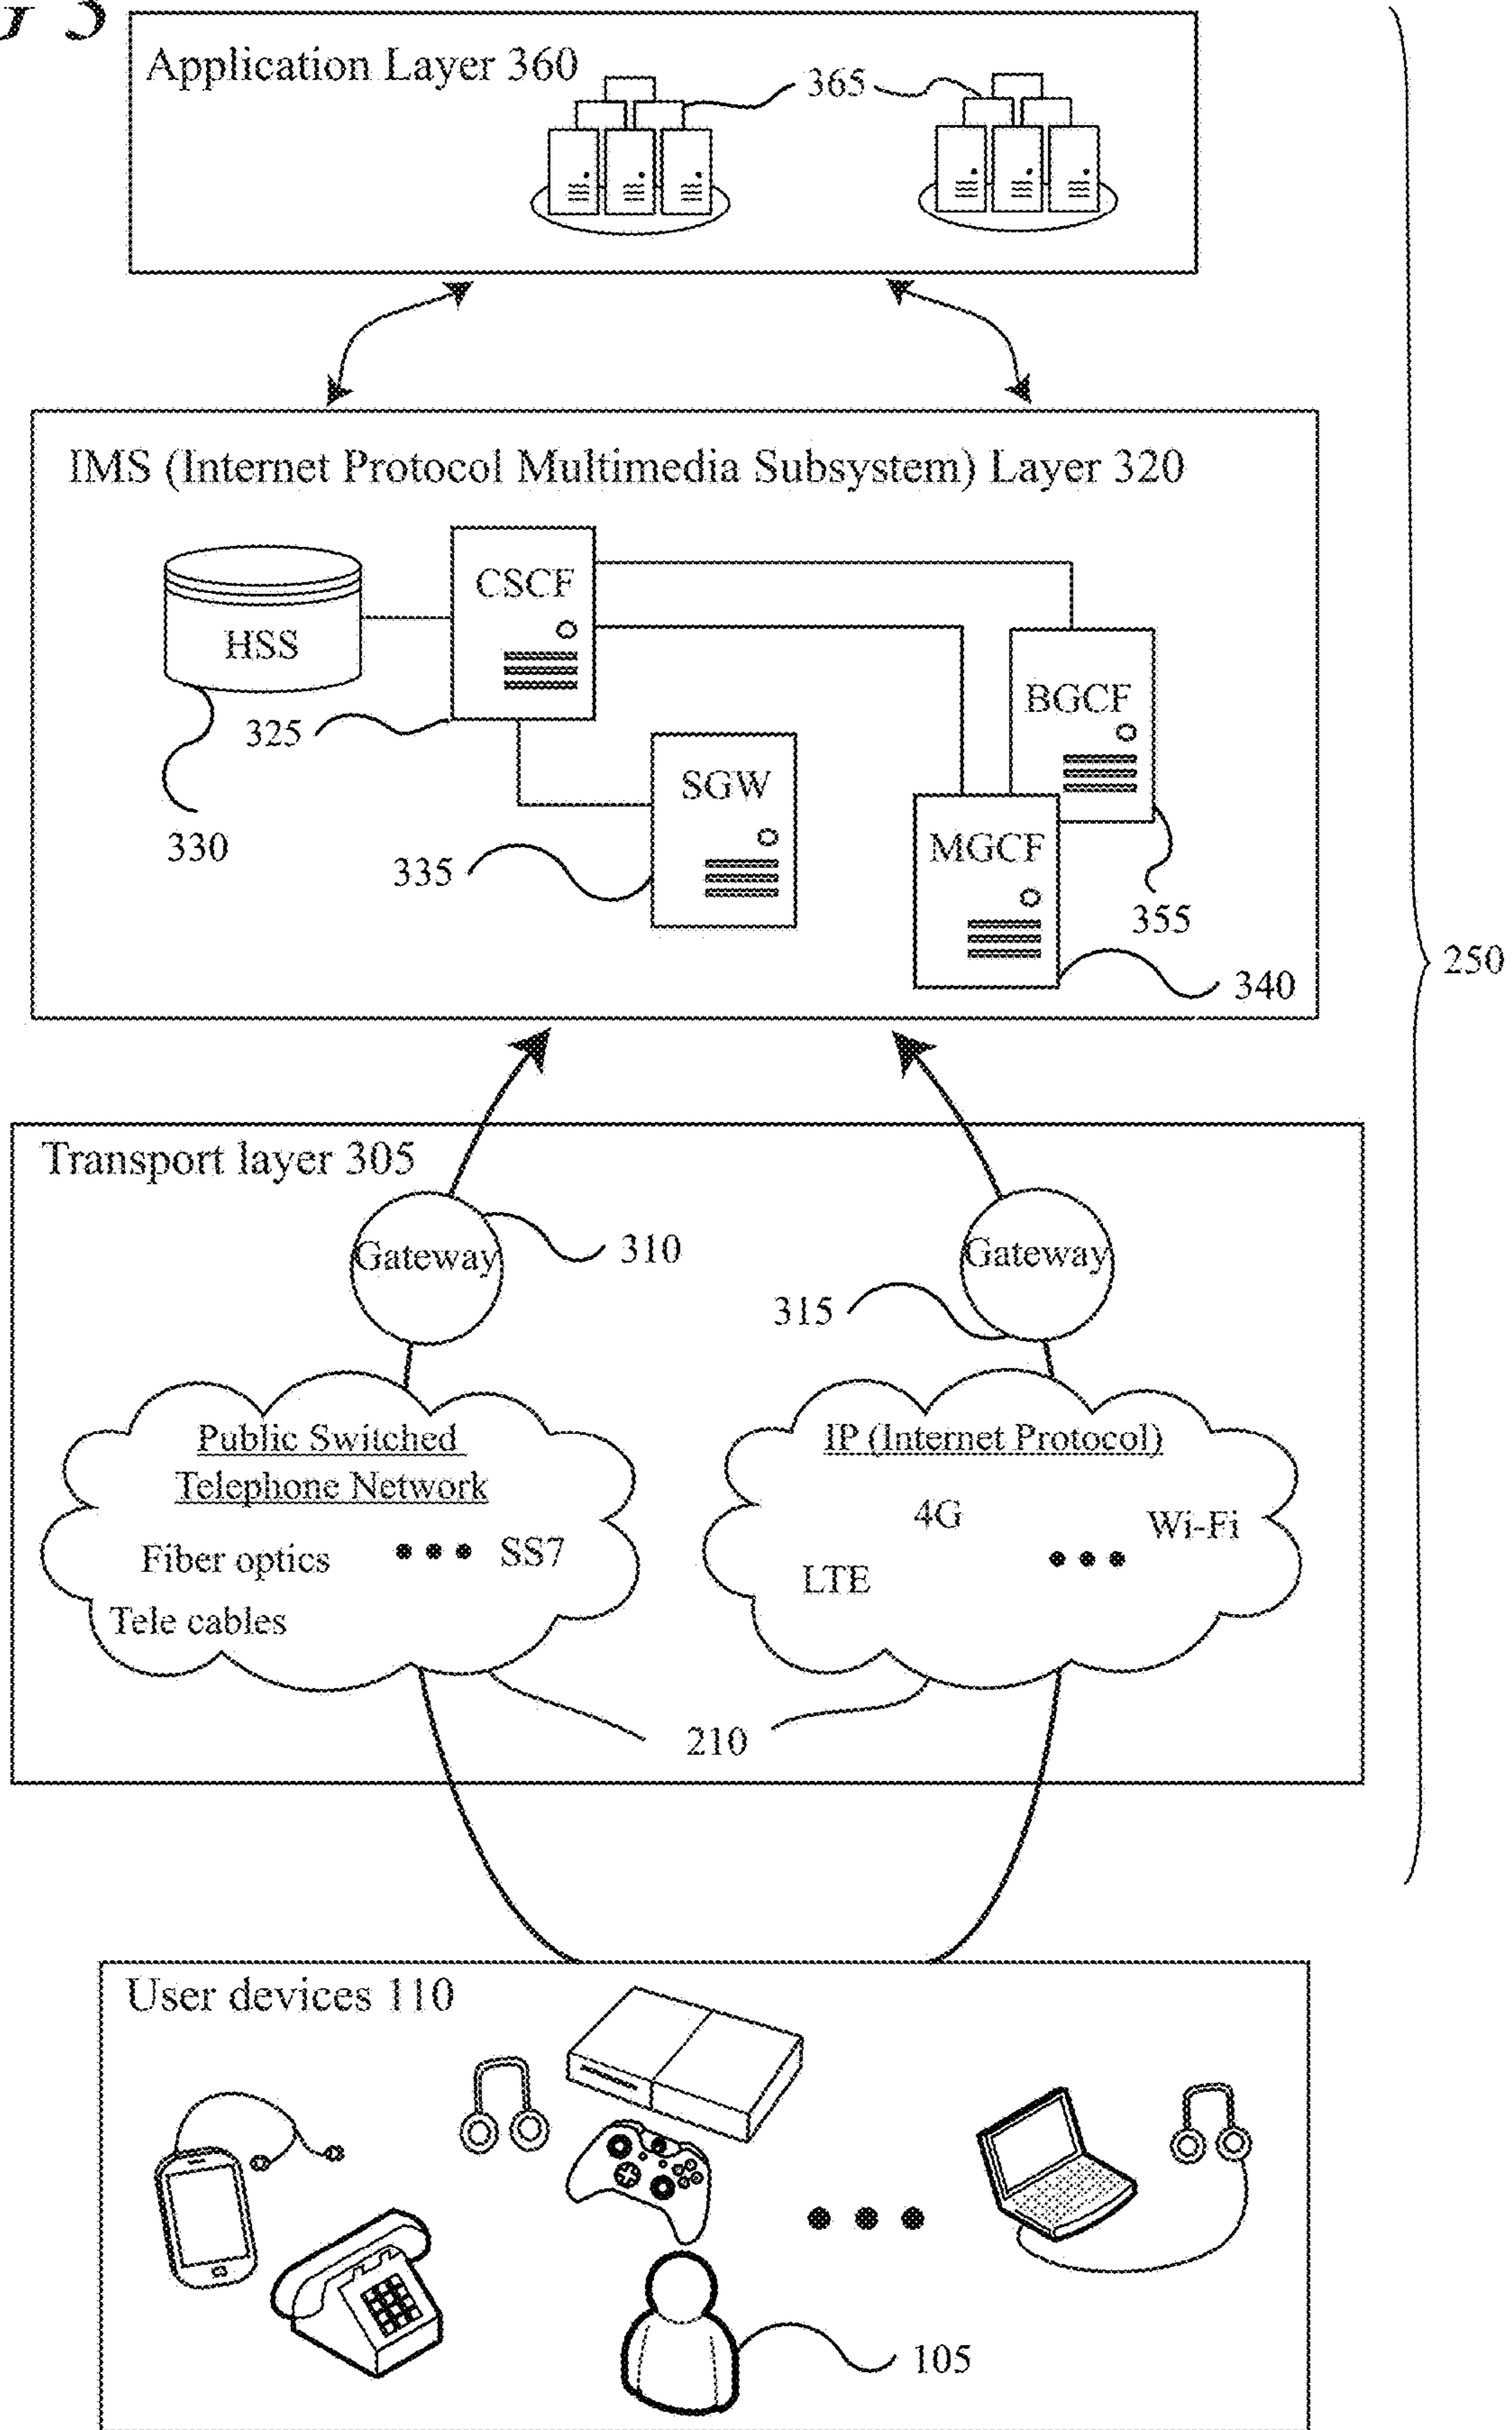 Application Layer 360
365
IMS (Internet Protocol Multimedia Subsystem) Layer 320
CSCF
HSS
BGCF
325
SGW
MGCF
330
335
355
250
340
Transport layer 305
Gateway
310
Gateway
315
Public Switched
Telephone Network
Fiber optics
SS7
Tele cables
IP (Internet Protocol)
4G
Wi-Fi
LTE
210
User devices 110
105